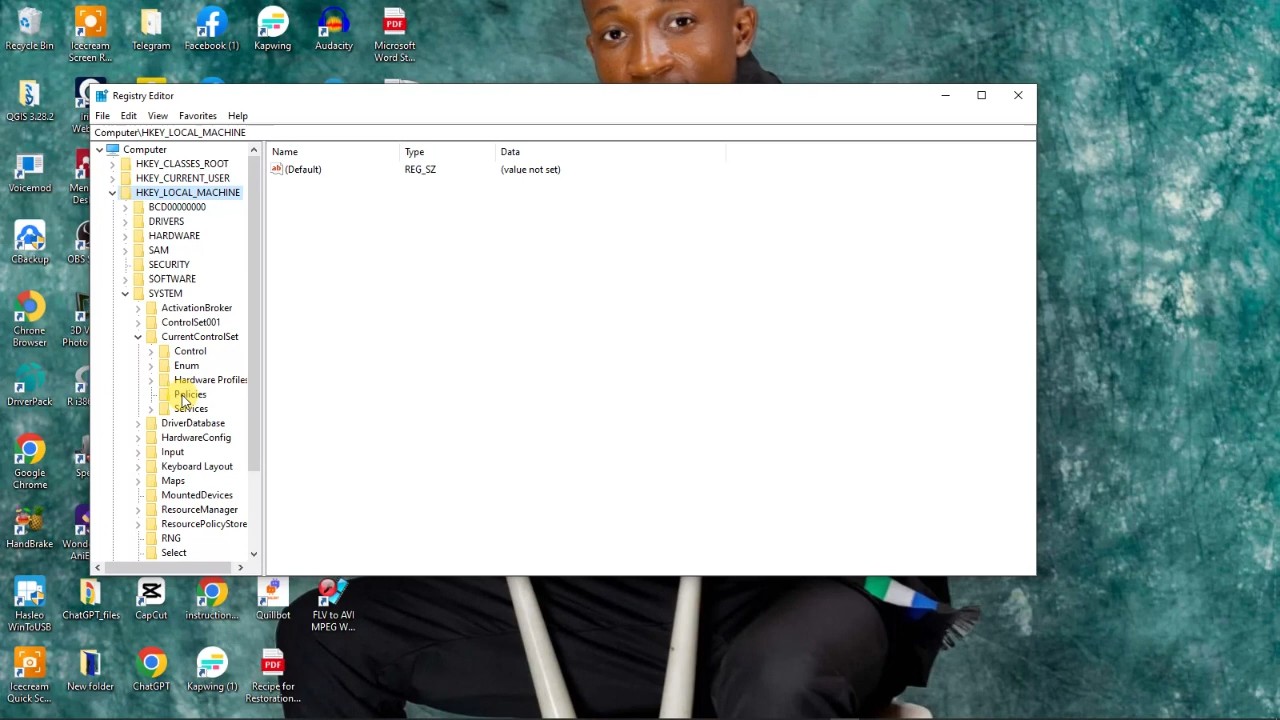 Recycle Bin
Icecream
Screen R...
Telegram
Facebook (1)
Kapwing
Audacity
Microsoft
Word St...
QGIS 3.28.2
Voicemod
CBackup
Chrome
Browser
DriverPack
Google
Chrome
HandBrake
Registry Editor
File Edit View Favorites Help
Computer\HKEY_LOCAL_MACHINE
Computer
HKEY_CLASSES_ROOT
HKEY_CURRENT_USER
HKEY_LOCAL_MACHINE
BCD00000000
DRIVERS
HARDWARE
SAM
SECURITY
SOFTWARE
SYSTEM
ActivationBroker
ControlSet001
CurrentControlSet
Control
Enum
Hardware Profiles
Policies
Services
DriverDatabase
HardwareConfig
Input
Keyboard Layout
Maps
MountedDevices
ResourceManager
ResourcePolicyStore
RNG
Select
Name Type Data
(Default) REG_SZ (value not set)
Hasleo
WinToUSB
ChatGPT_files
CapCut
instruction...
Quillbot
FLV to AVI
MPEG W...
Icecream
Quick Sc...
New folder
ChatGPT
Kapwing (1)
Recipe for
Restoration...